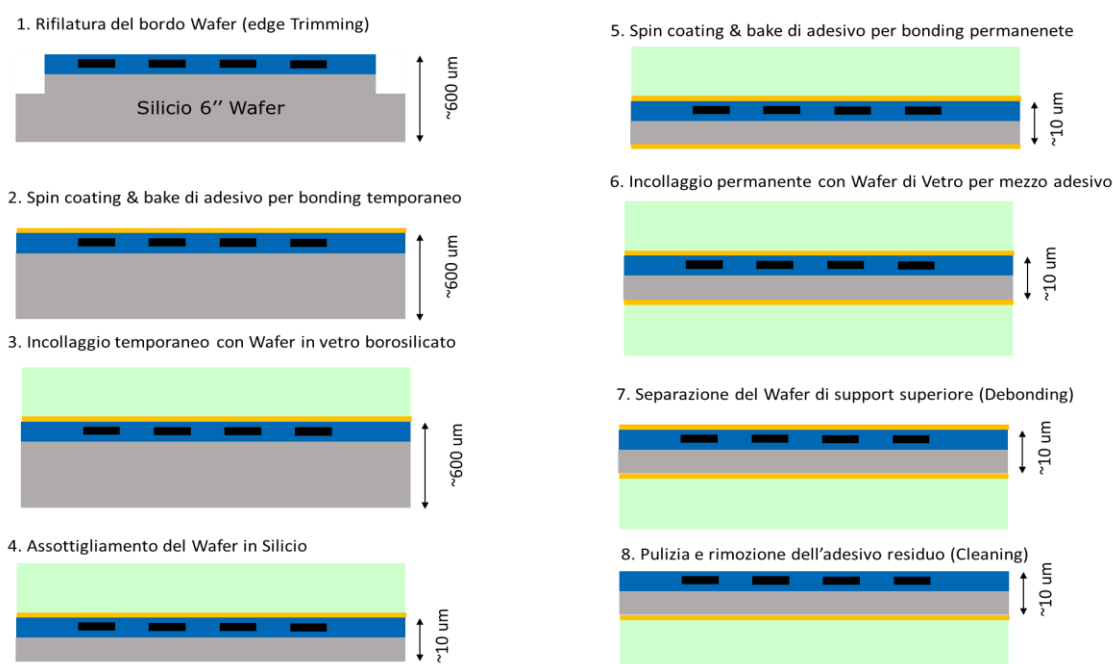 1. Rifilatura del bordo Wafer (edge Trimming)
Silicio 6’’ Wafer
~600 um
2. Spin coating & bake di adesivo per bonding temporaneo
~600 um
3. Incollaggio temporaneo con Wafer in vetro borosilicato
~600 um
4. Assottigliamento del Wafer in Silicio
~10 um
5. Spin coating & bake di adesivo per bonding permanenete
~10 um
6. Incollaggio permanente con Wafer di Vetro per mezzo adesivo
~10 um
7. Separazione del Wafer di support superiore (Debonding)
~10 um
8. Pulizia e rimozione dell’adesivo residuo (Cleaning)
~10 um